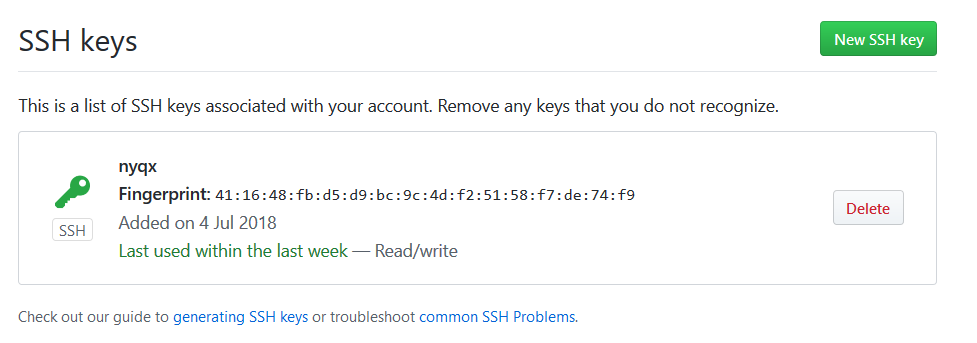 SSH keys
New SSH key
This is a list of SSH keys associated with your account. Remove any keys that you do not recognize.
nyqx
Fingerprint: 41:16:48:fb:d5:d9:bc:9c:4d:f2:51:58:f7:de:74:f9
SSH
Added on 4 Jul 2018
Last used within the last week — Read/write
Delete
Check out our guide to generating SSH keys or troubleshoot common SSH Problems.